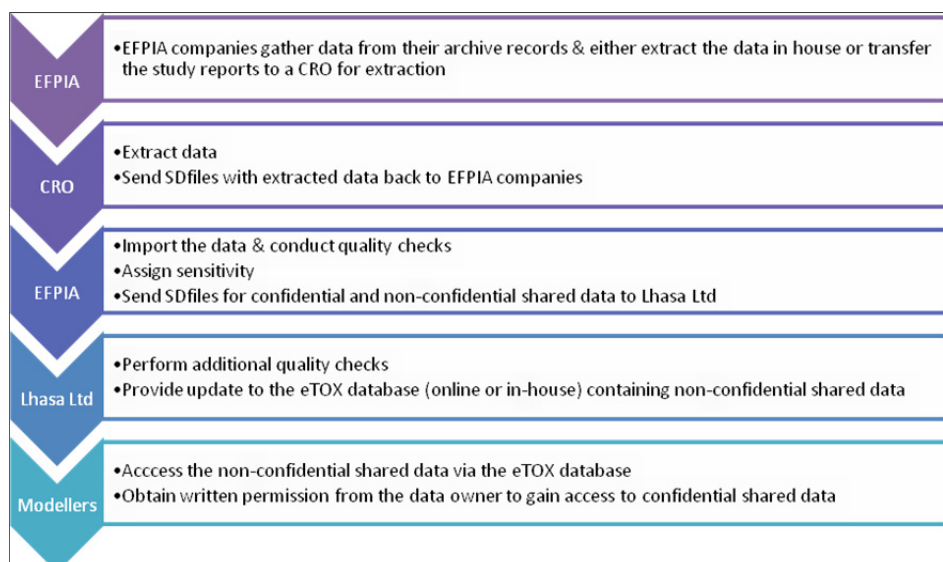 EFPIA
•EFPIA companies gather data from their archive records & either extract the data in house or transfer
the study reports to a CRO for extraction
CRO
•Extract data
•Send SDfiles with extracted data back to EFPIA companies
EFPIA
•Import the data & conduct quality checks
•Assign sensitivity
•Send SDfiles for confidential and non-confidential shared data to Lhasa Ltd
Lhasa Ltd
•Perform additional quality checks
•Provide update to the eTOX database (online or in-house) containing non-confidential shared data
Modellers
•Acccess the non-confidential shared data via the eTOX database
•Obtain written permission from the data owner to gain access to confidential shared data